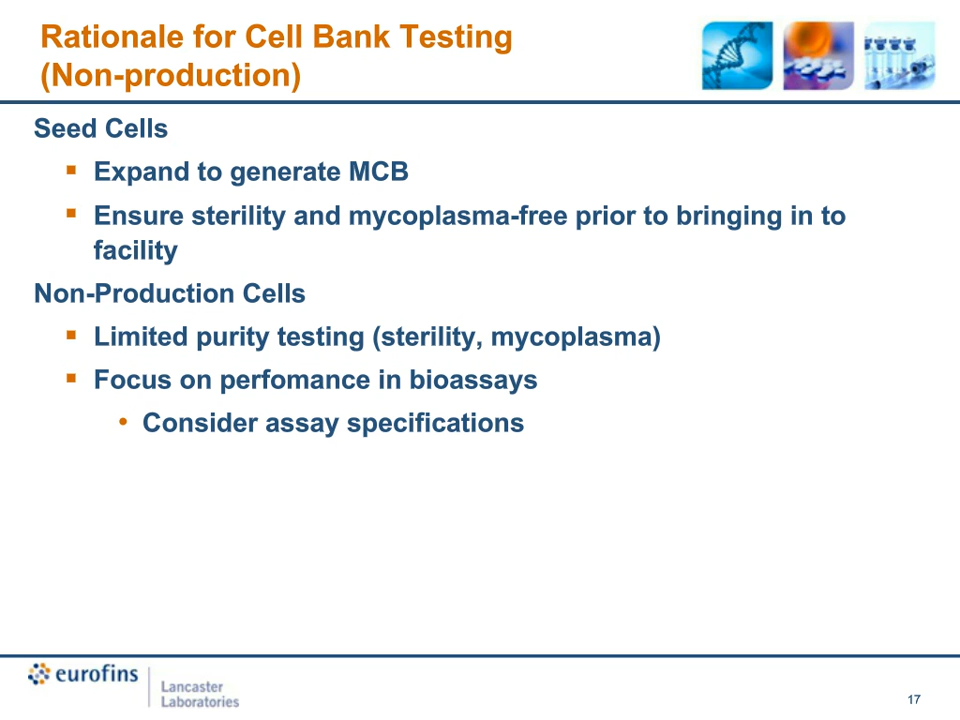 Rationale for Cell Bank Testing
(Non-production)
Seed Cells
▪ Expand to generate MCB
▪ Ensure sterility and mycoplasma-free prior to bringing in to
facility
Non-Production Cells
▪ Limited purity testing (sterility, mycoplasma)
▪ Focus on perfomance in bioassays
• Consider assay specifications
eurofins
Lancaster
Laboratories
17